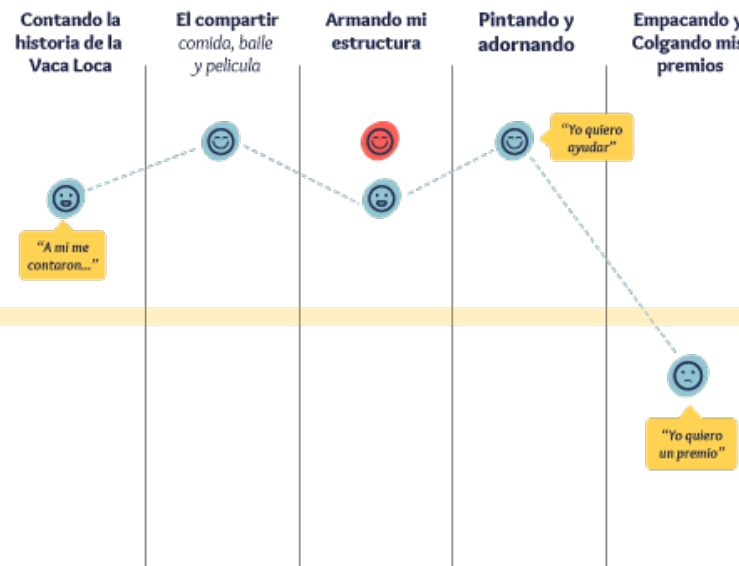 Contando la
historia de la
Vaca Loca
El compartir
comida, baile
y pelicula
Armando mi
estructura
Pintando y
adornando
Empacando y
Colgando mis
premios
“Yo quiero
ayudar”
“A mi me
contaron...”
“Yo quiero
un premio”